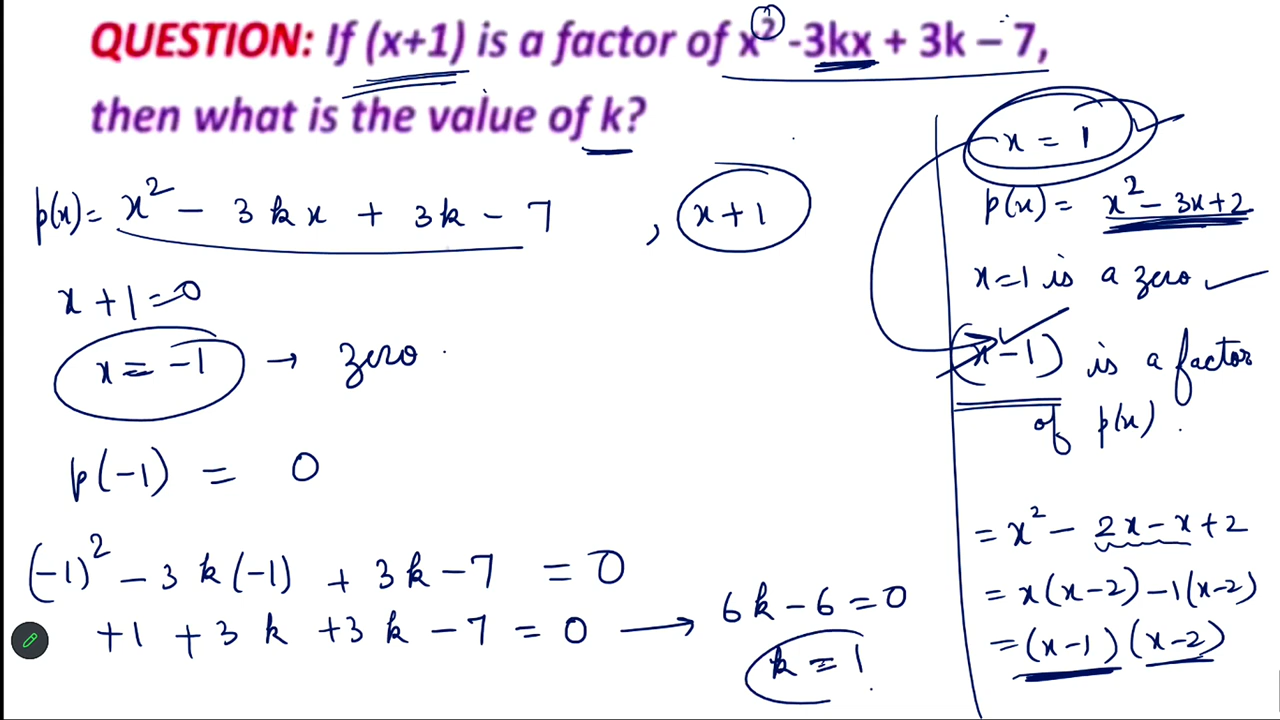 QUESTION: If (x+1) is a factor of x² -3kx + 3k – 7,
then what is the value of k?
p(x) = x² - 3kx + 3k - 7 , x+1
x+1=0
x = -1 → zero
p(-1) = 0
(-1)² - 3k(-1) + 3k - 7 = 0
+1 + 3k + 3k - 7 = 0 → 6k - 6 = 0
k = 1
x = 1
p(x) = x² - 3x + 2
x=1 is a zero
(x-1) is a factor
of p(x).
= x² - 2x - x + 2
= x(x-2) -1(x-2)
= (x-1)(x-2)